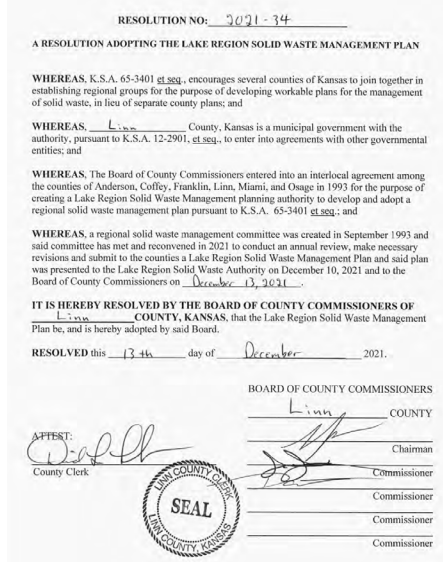 RESOLUTION NO: 2021-34
A RESOLUTION ADOPTING THE LAKE REGION SOLID WASTE MANAGEMENT PLAN
WHEREAS, K.S.A. 65-3401 et seq., encourages several counties of Kansas to join together in
establishing regional groups for the purpose of developing workable plans for the management
of solid waste, in lieu of separate county plans; and
WHEREAS, Linn County, Kansas is a municipal government with the
authority, pursuant to K.S.A. 12-2901, et seq., to enter into agreements with other governmental
entities; and
WHEREAS, The Board of County Commissioners entered into an interlocal agreement among
the counties of Anderson, Coffey, Franklin, Linn, Miami, and Osage in 1993 for the purpose of
creating a Lake Region Solid Waste Management planning authority to develop and adopt a
regional solid waste management plan pursuant to K.S.A. 65-3401 et seq.; and
WHEREAS, a regional solid waste management committee was created in September 1993 and
said committee has met and reconvened in 2021 to conduct an annual review, make necessary
revisions and submit to the counties a Lake Region Solid Waste Management Plan and said plan
was presented to the Lake Region Solid Waste Authority on December 10, 2021 and to the
Board of County Commissioners on December 13, 2021.
IT IS HEREBY RESOLVED BY THE BOARD OF COUNTY COMMISSIONERS OF
Linn COUNTY, KANSAS, that the Lake Region Solid Waste Management
Plan be, and is hereby adopted by said Board.
RESOLVED this 13th day of December 2021.
BOARD OF COUNTY COMMISSIONERS
Linn COUNTY
ATTEST:
Chairman
County Clerk
Commissioner
Commissioner
Commissioner
Commissioner
LINN COUNTY CLERK
SEAL
LINN COUNTY, KANSAS